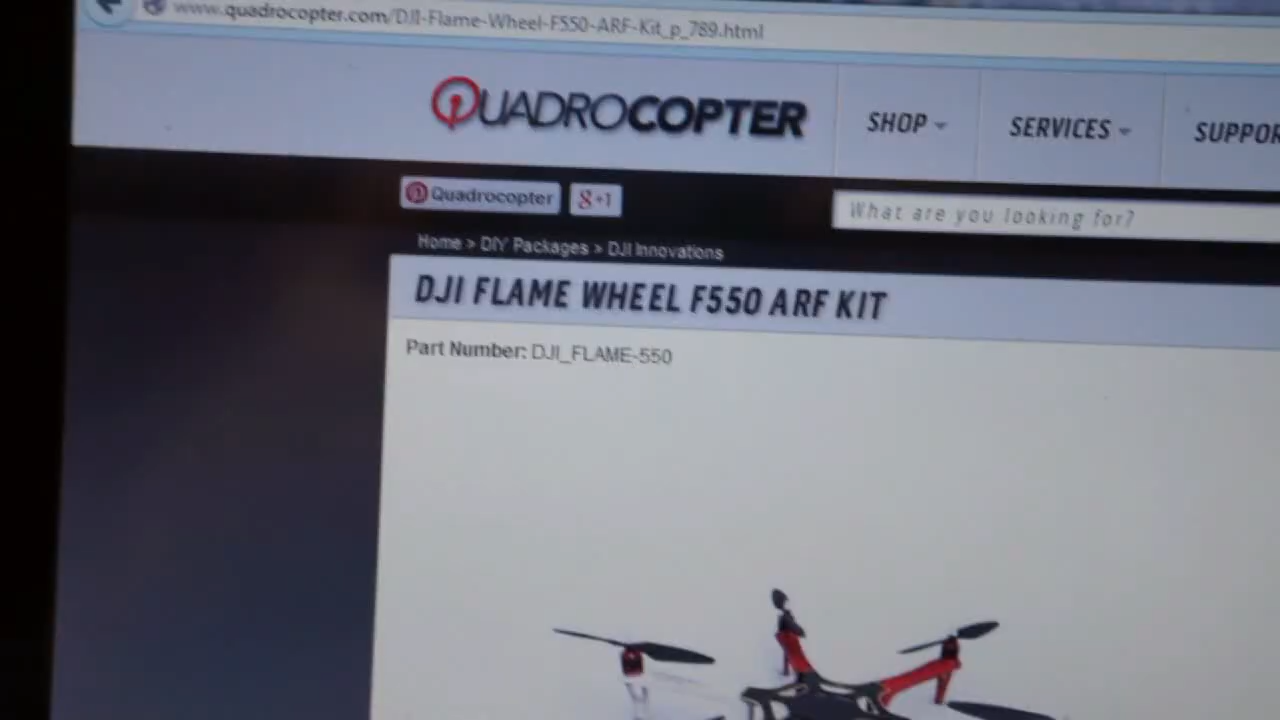 www.quadrocopter.com/DJI-Flame-Wheel-F550-ARF-Kit_p_789.html
QUADROCOPTER
SHOP
SERVICES
Quadrocopter
g+1
What are you looking for?
Home > DIY Packages > DJI Innovations
DJI FLAME WHEEL F550 ARF KIT
Part Number: DJI_FLAME-550